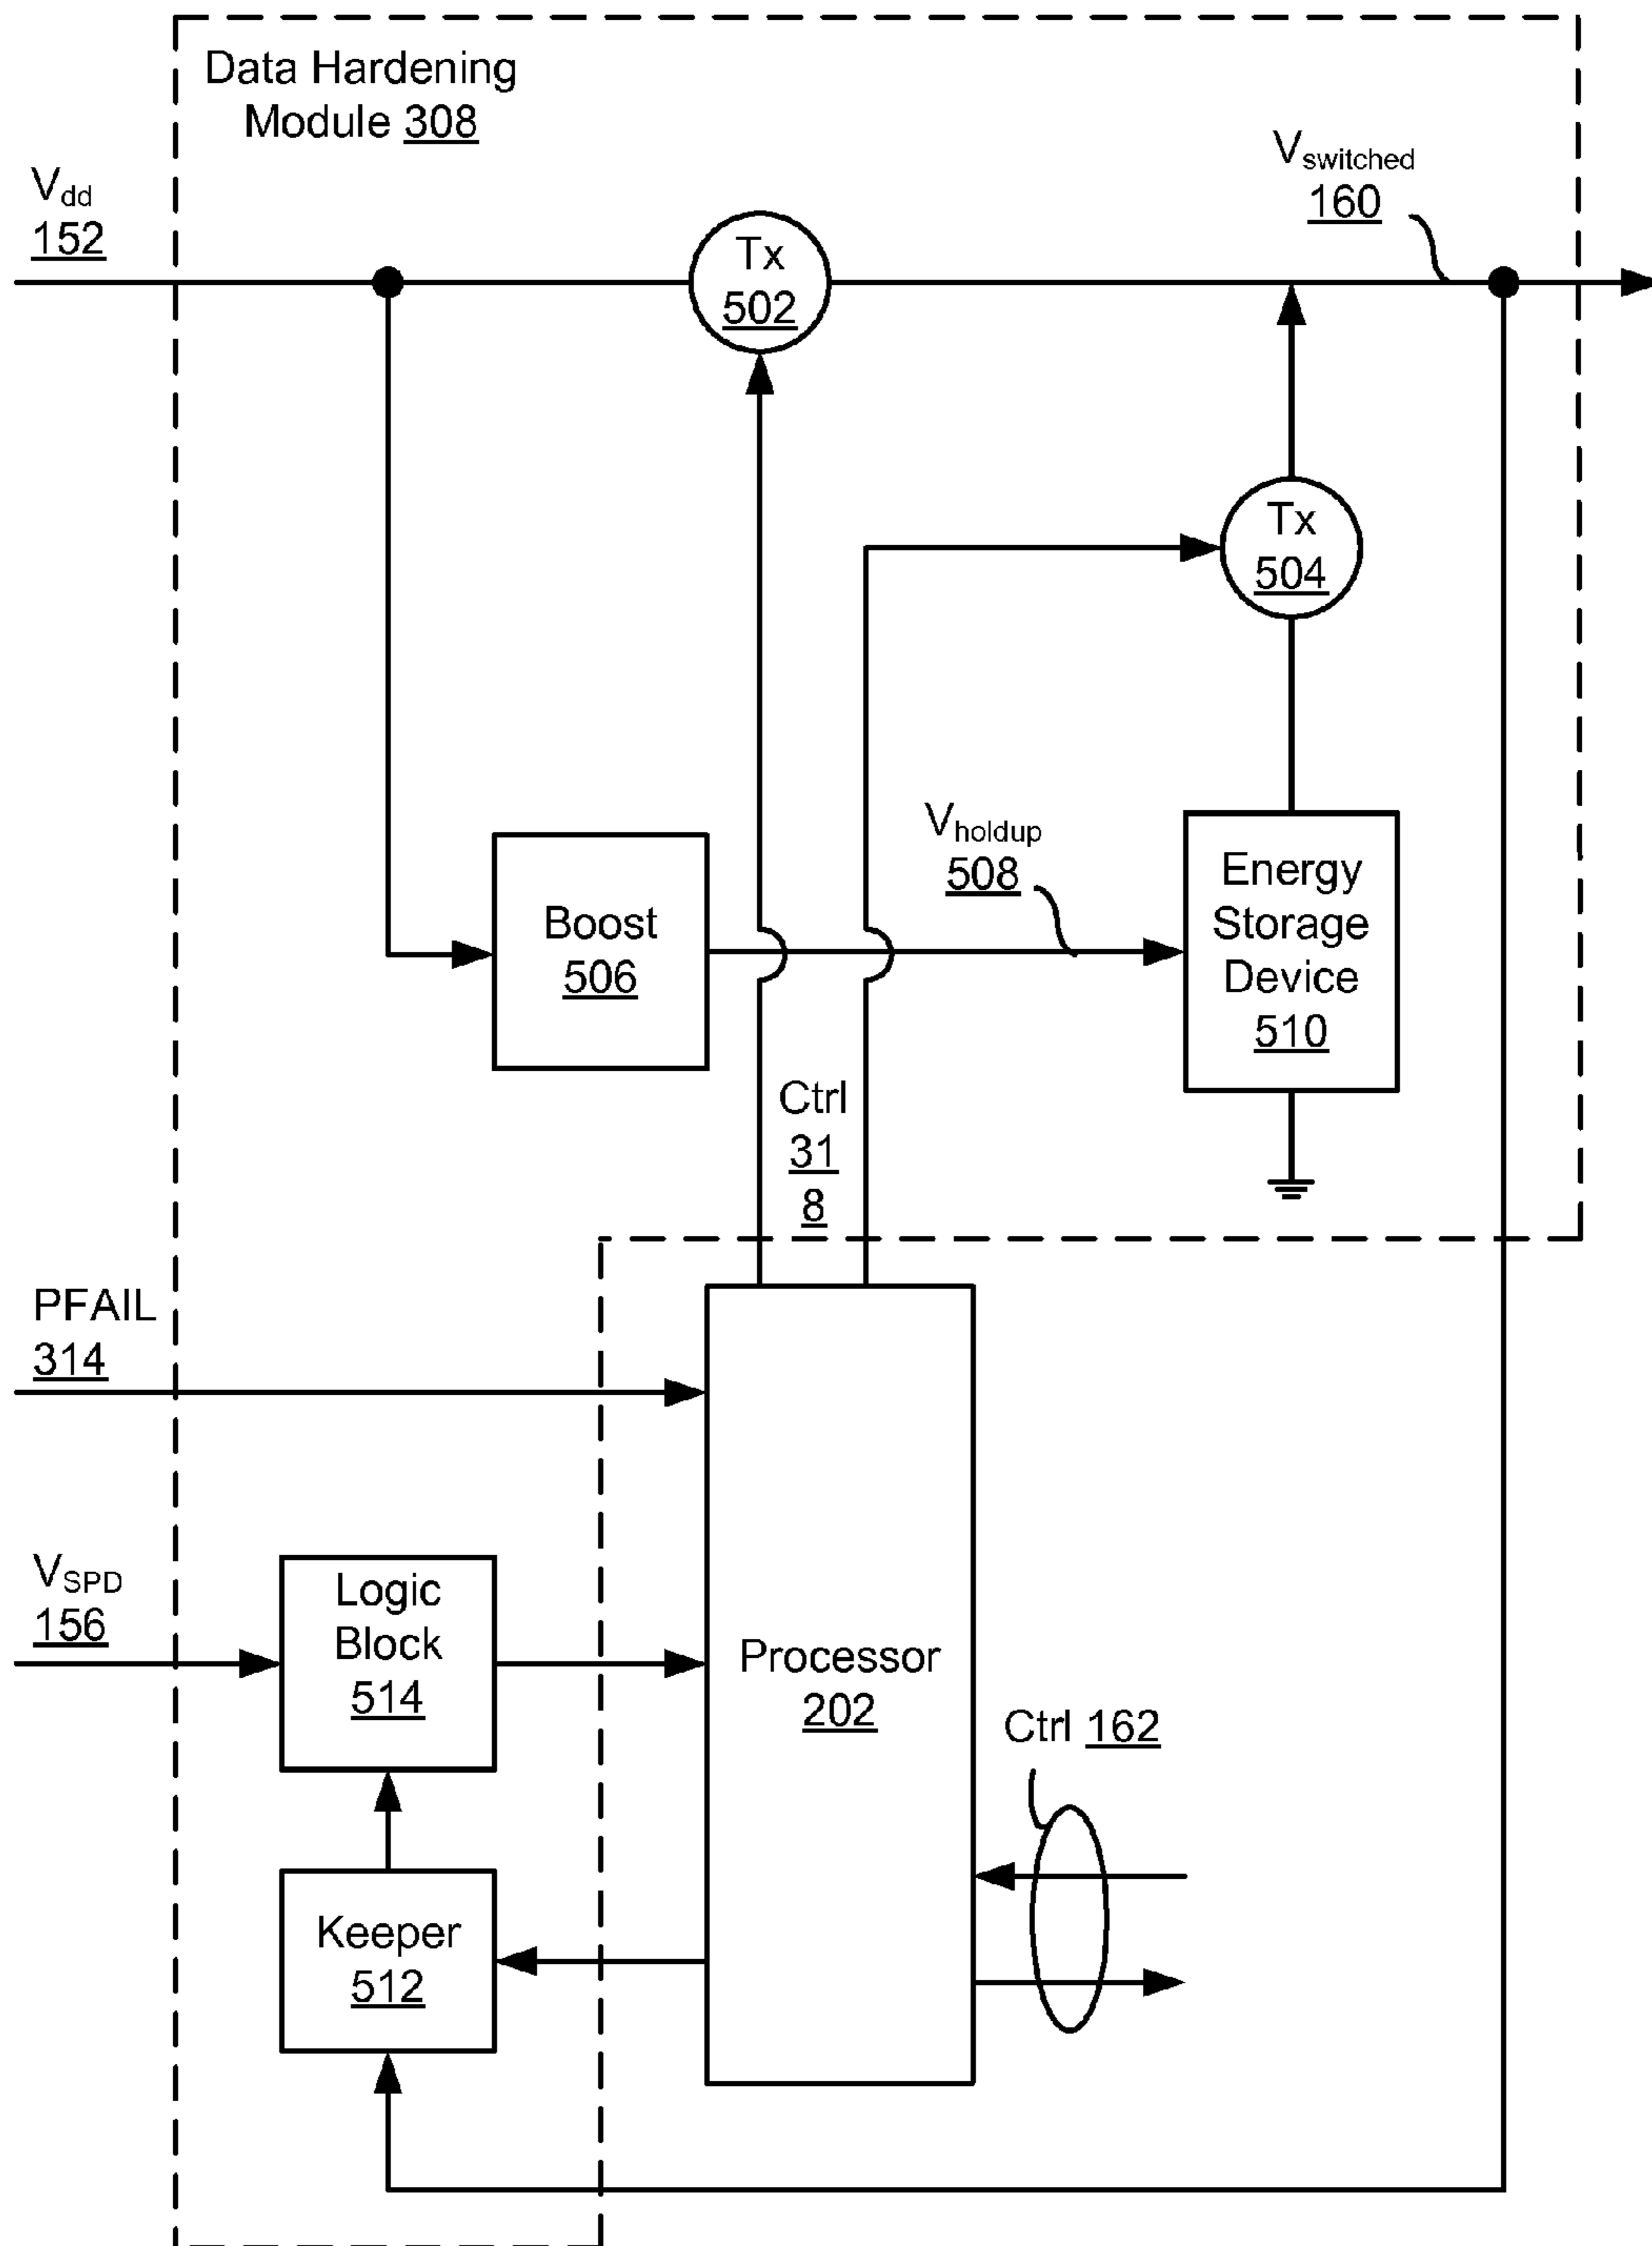 Data Hardening
Module 308
Vdd
152
Vswitched
160
Tx
502
Tx
504
Vholdup
508
Energy
Storage
Device
510
Boost
506
Ctrl
31
8
PFAIL
314
VSPD
156
Logic
Block
514
Processor
202
Ctrl 162
Keeper
512